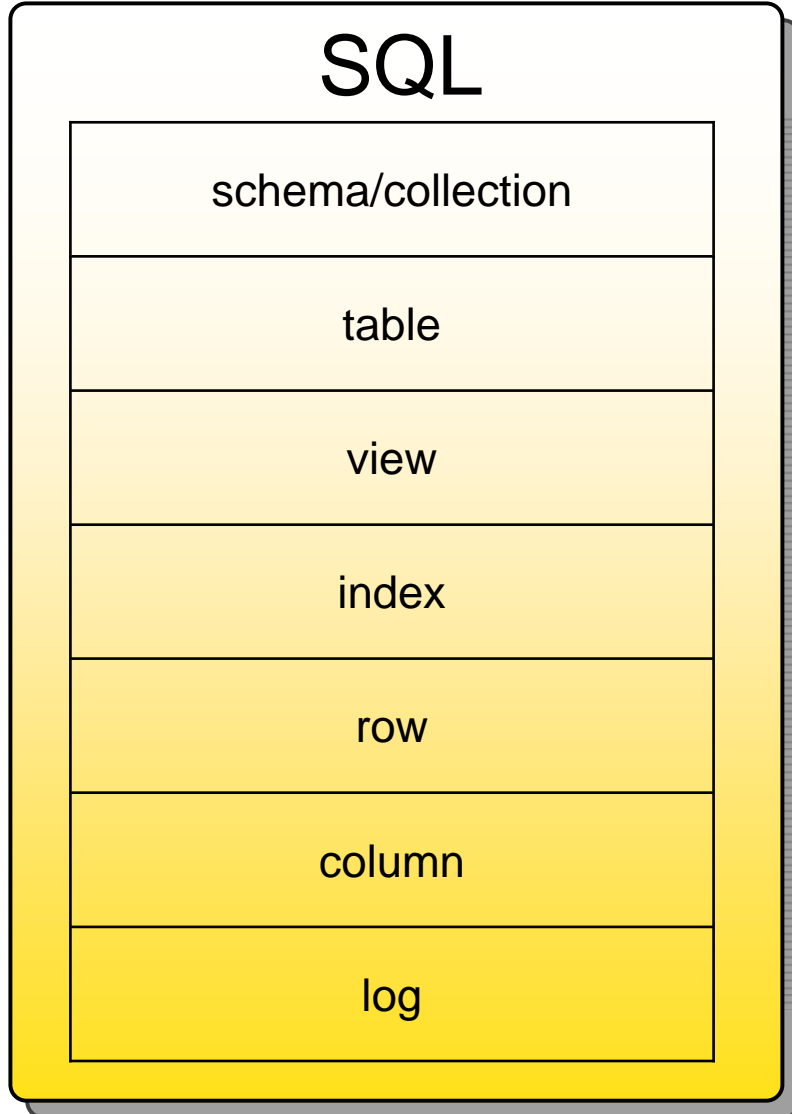 SQL
schema/collection
table
view
index
row
column
log